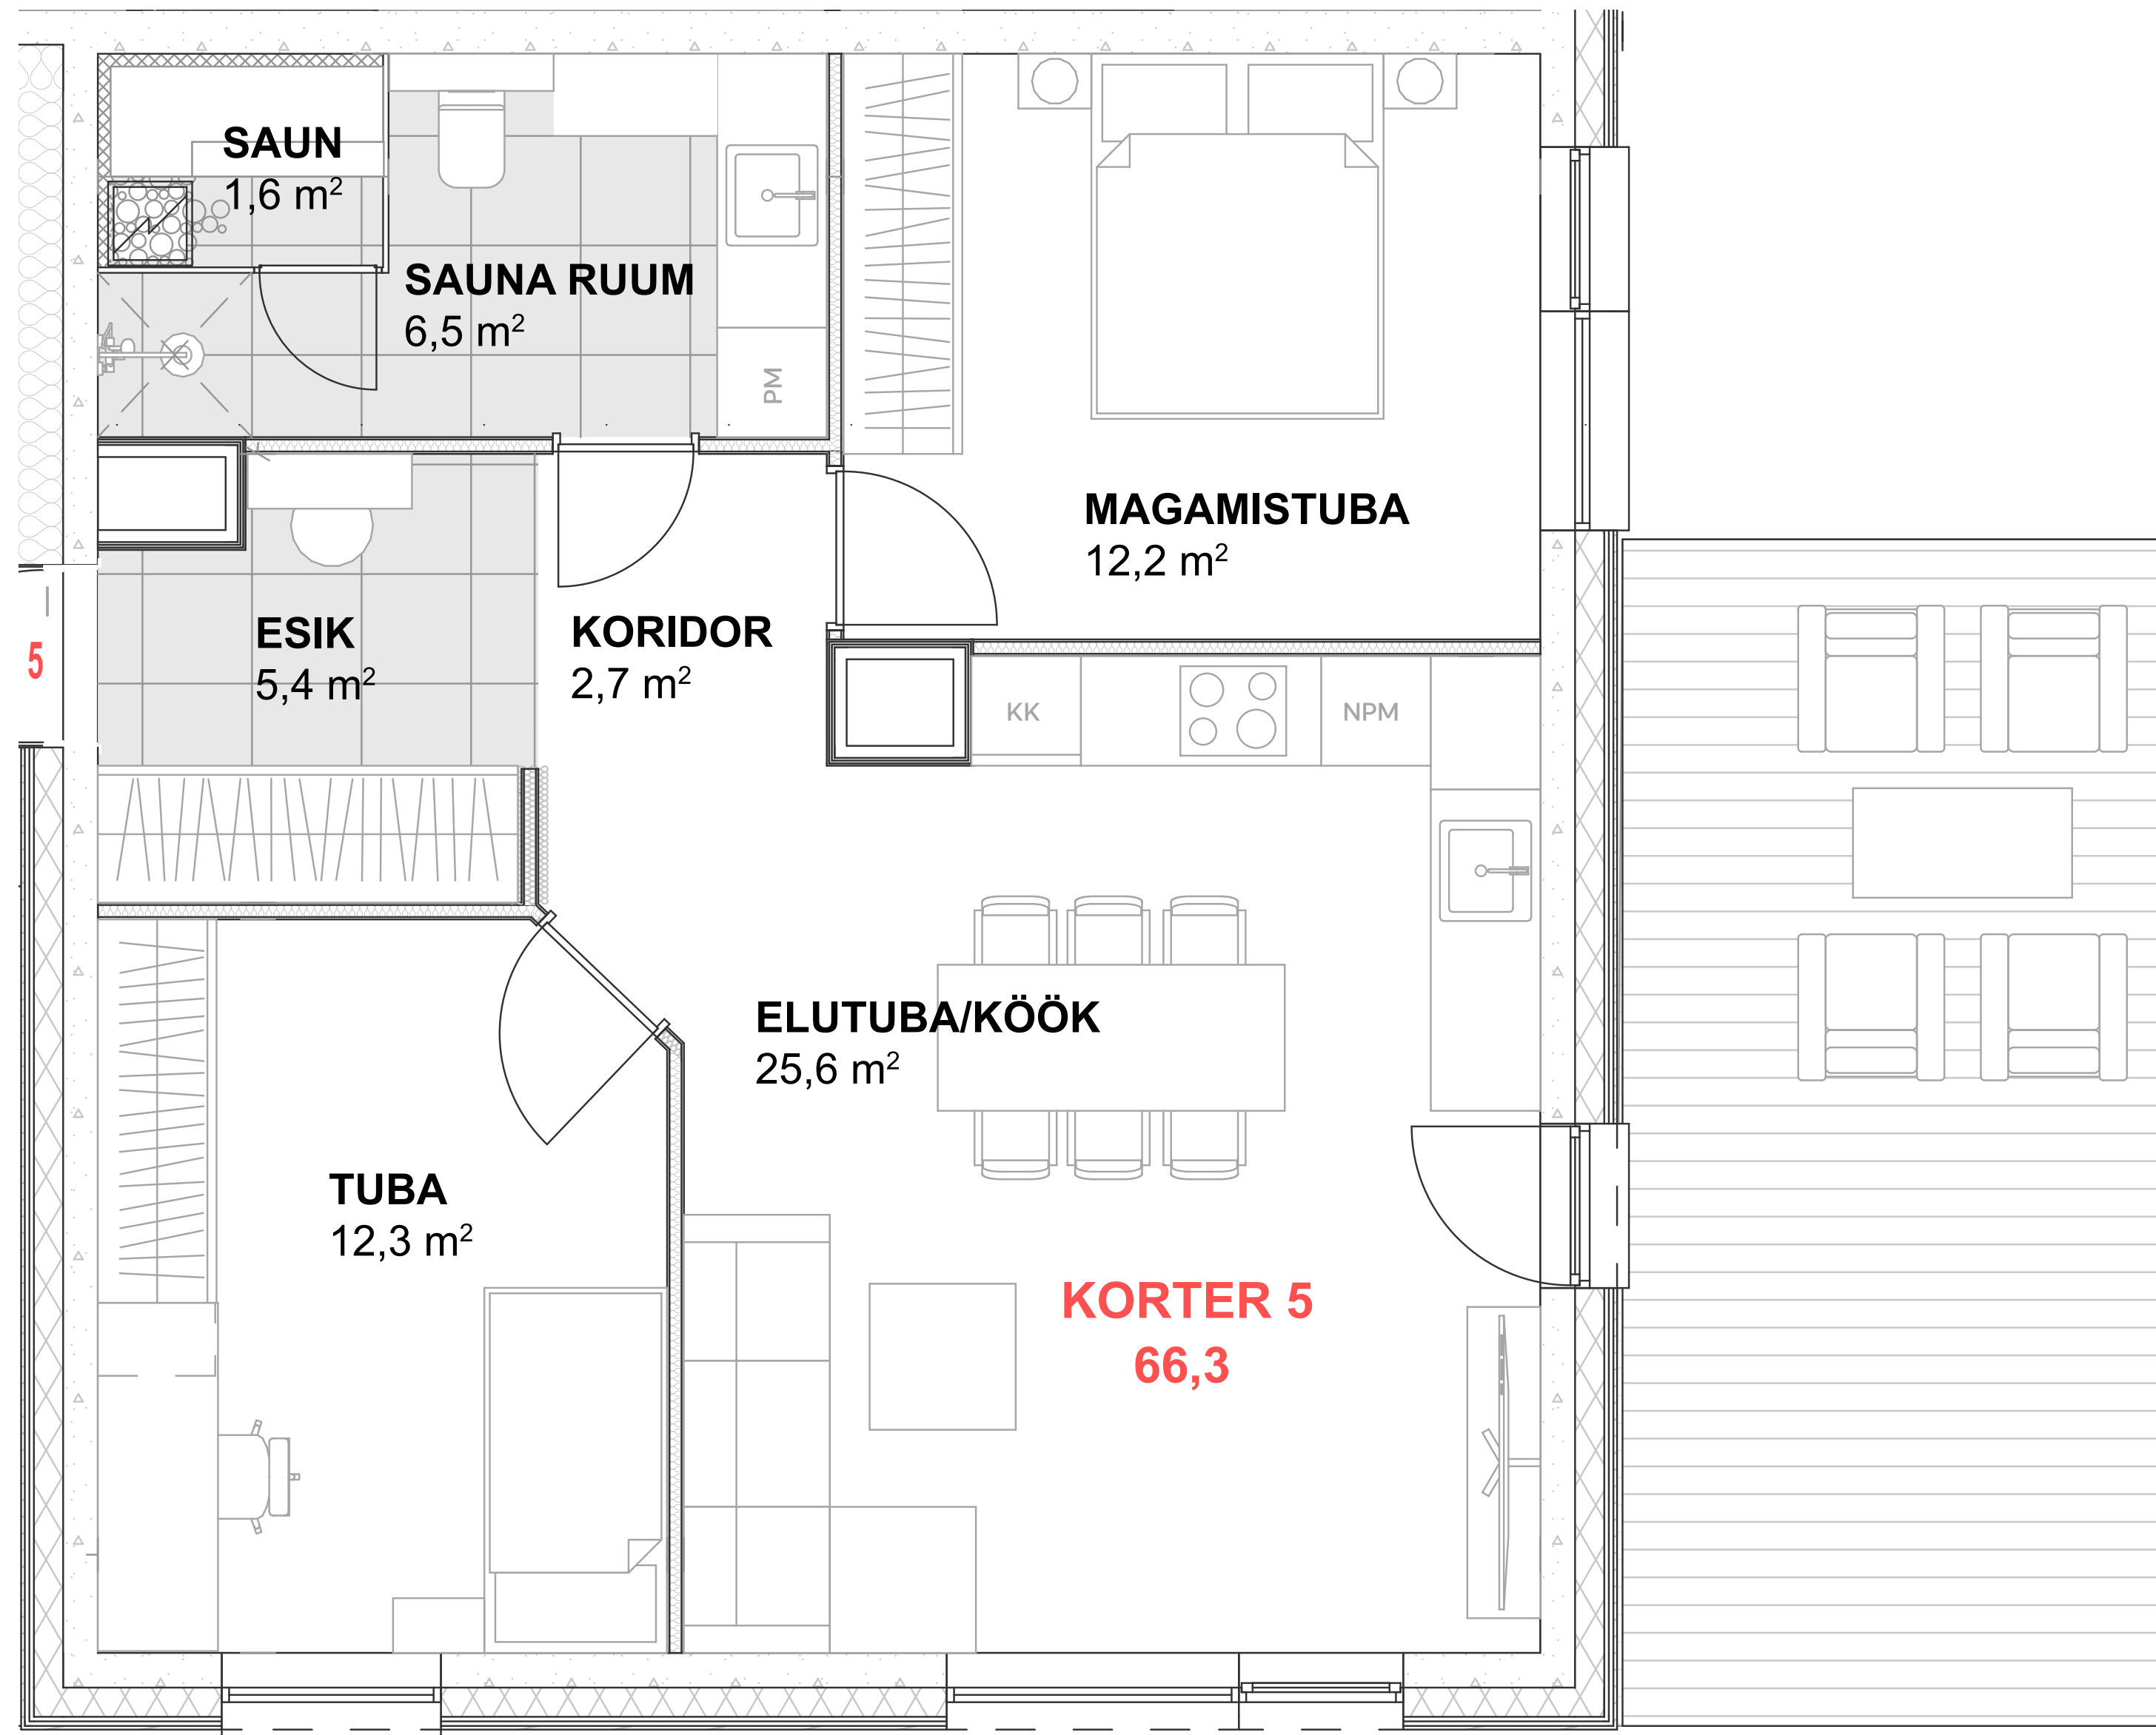 SAUN
1,6 m²
SAUNA RUUM
6,5 m²
PM
MAGAMISTUBA
12,2 m²
ESIK
5,4 m²
KORIDOR
2,7 m²
5
KK
NPM
ELUTUBA/KÖÖK
25,6 m²
TUBA
12,3 m²
KORTER 5
66,3